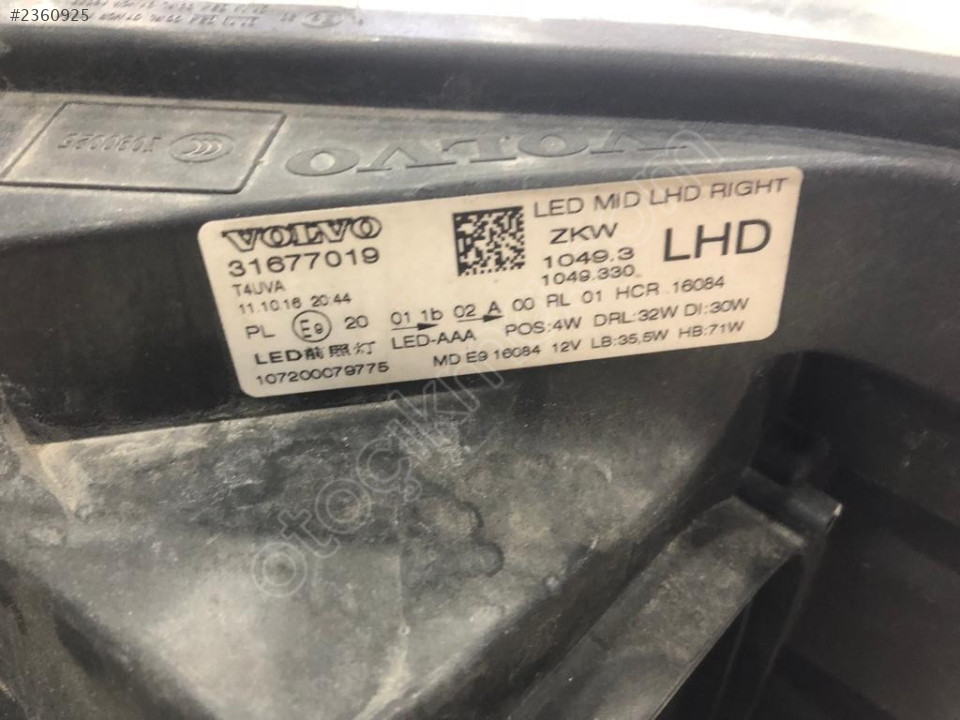 #2360925
VOLVO
VOLVO
31677019
T4UVA
11.10.16 20:44
PL E9 20 01 1b 02 A 00 RL 01 HCR 16084
LED前照灯 LED-AAA POS:4W DRL:32W DI:30W
107200079775 MD E9 16084 12V LB:35,5W HB:71W
LED MID LHD RIGHT
ZKW
1049.3
1049.330
LHD